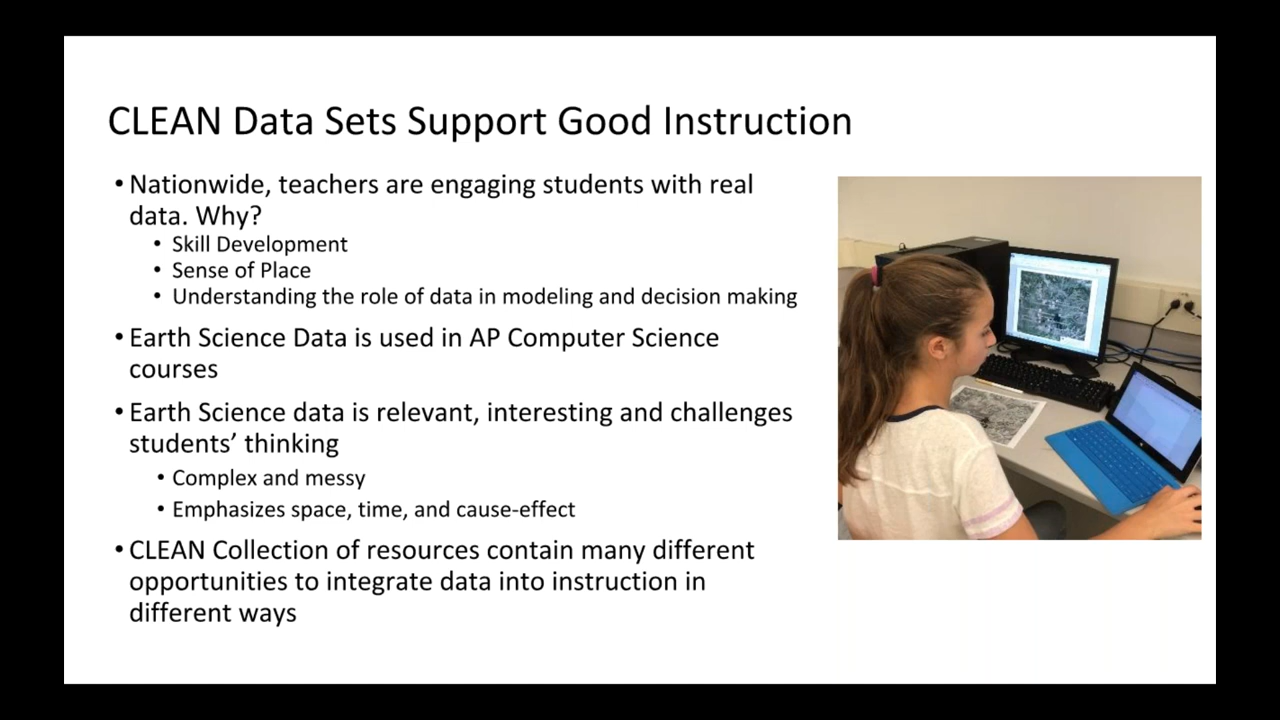 CLEAN Data Sets Support Good Instruction
• Nationwide, teachers are engaging students with real
data. Why?
• Skill Development
• Sense of Place
• Understanding the role of data in modeling and decision making
• Earth Science Data is used in AP Computer Science
courses
• Earth Science data is relevant, interesting and challenges
students’ thinking
• Complex and messy
• Emphasizes space, time, and cause-effect
• CLEAN Collection of resources contain many different
opportunities to integrate data into instruction in
different ways